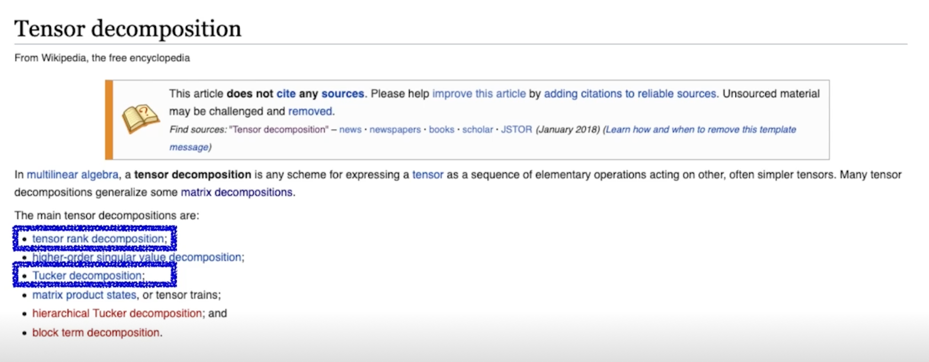 Tensor decomposition
From Wikipedia, the free encyclopedia
This article does not cite any sources. Please help improve this article by adding citations to reliable sources. Unsourced material
may be challenged and removed.
Find sources: "Tensor decomposition" – news · newspapers · books · scholar · JSTOR (January 2018) (Learn how and when to remove this template
message)
In multilinear algebra, a tensor decomposition is any scheme for expressing a tensor as a sequence of elementary operations acting on other, often simpler tensors. Many tensor
decompositions generalize some matrix decompositions.
The main tensor decompositions are:
• tensor rank decomposition;
• higher-order singular value decomposition;
• Tucker decomposition;
• matrix product states, or tensor trains;
• hierarchical Tucker decomposition; and
• block term decomposition.